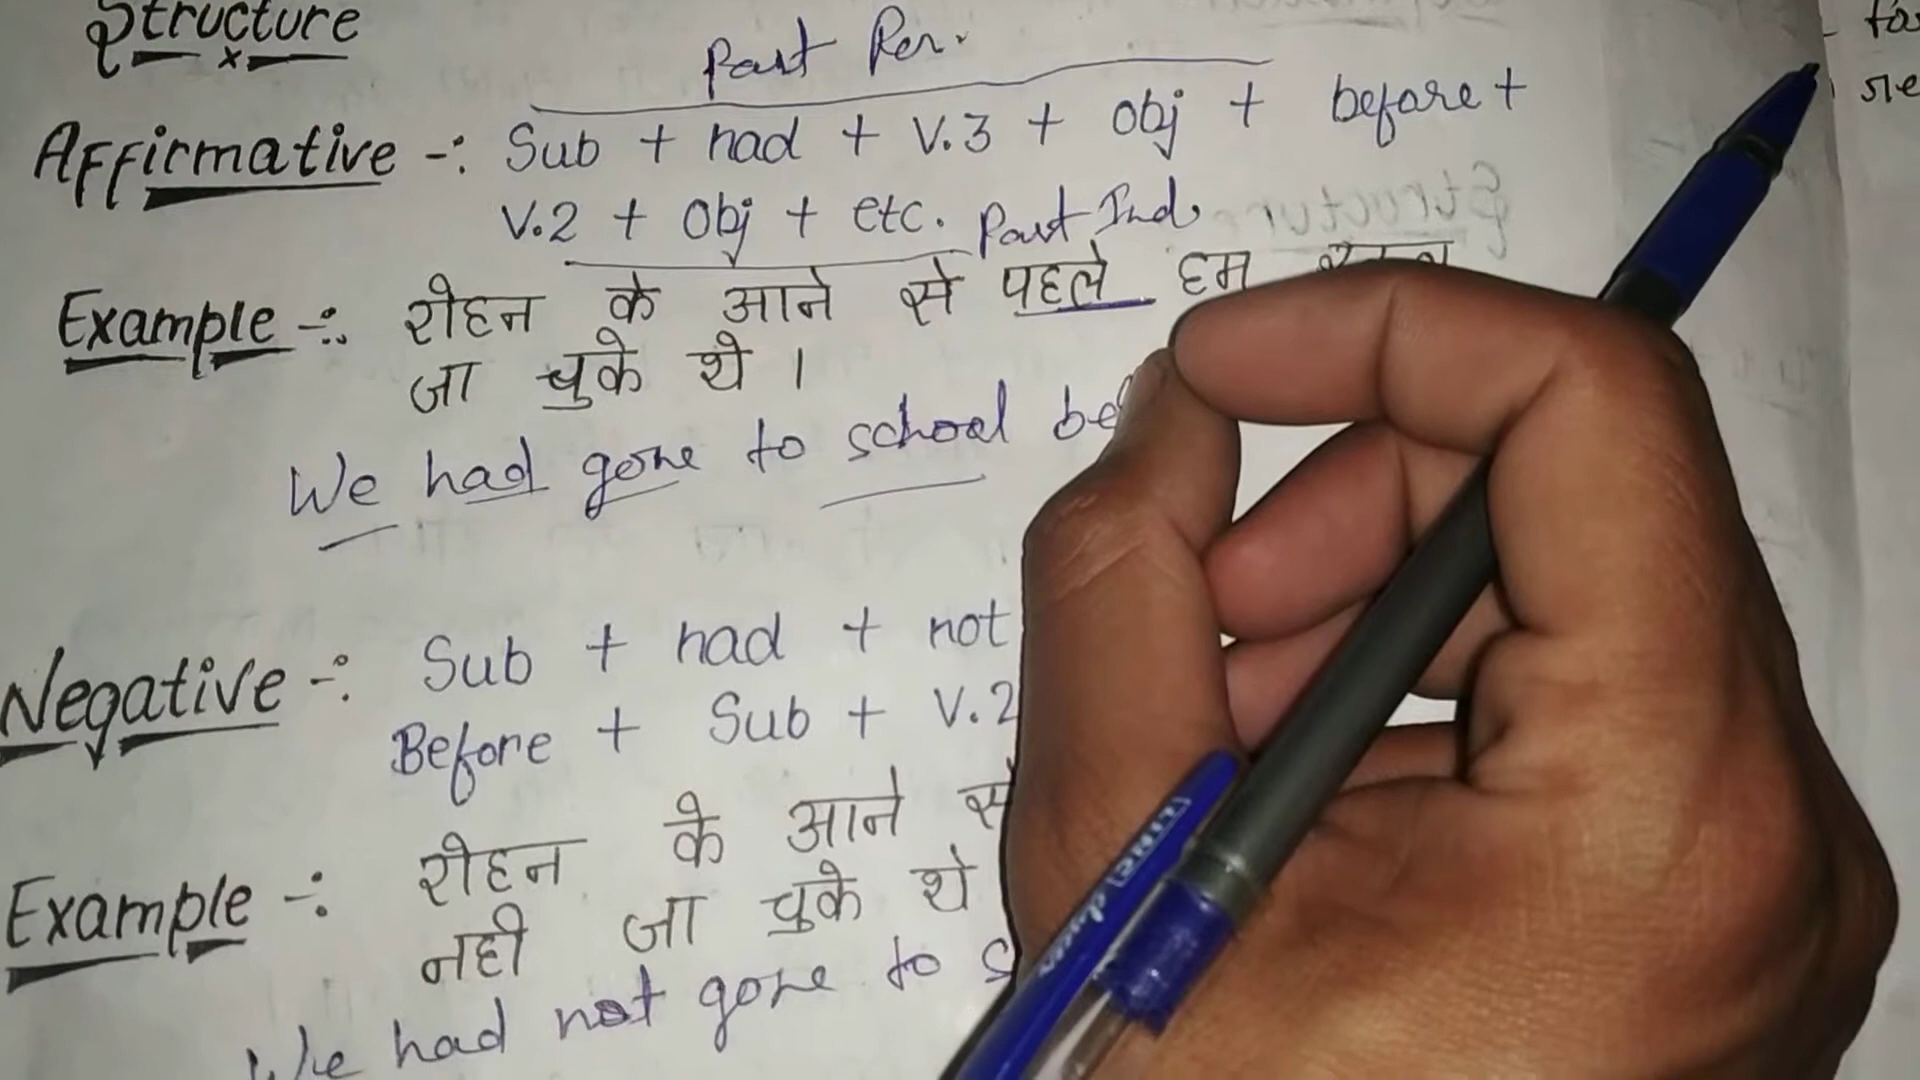 Structure
Past Per.
Affirmative -: Sub + had + V.3 + obj + before +
V.2 + obj + etc. Past Ind.
Example -: रोहन के आने से पहले हम
जा चुके थे ।
We had gone to school be
Negative -: Sub + had + not
Before + Sub + V.2
Example -: रोहन के आने से
नही जा चुके थे
We had not gone to s